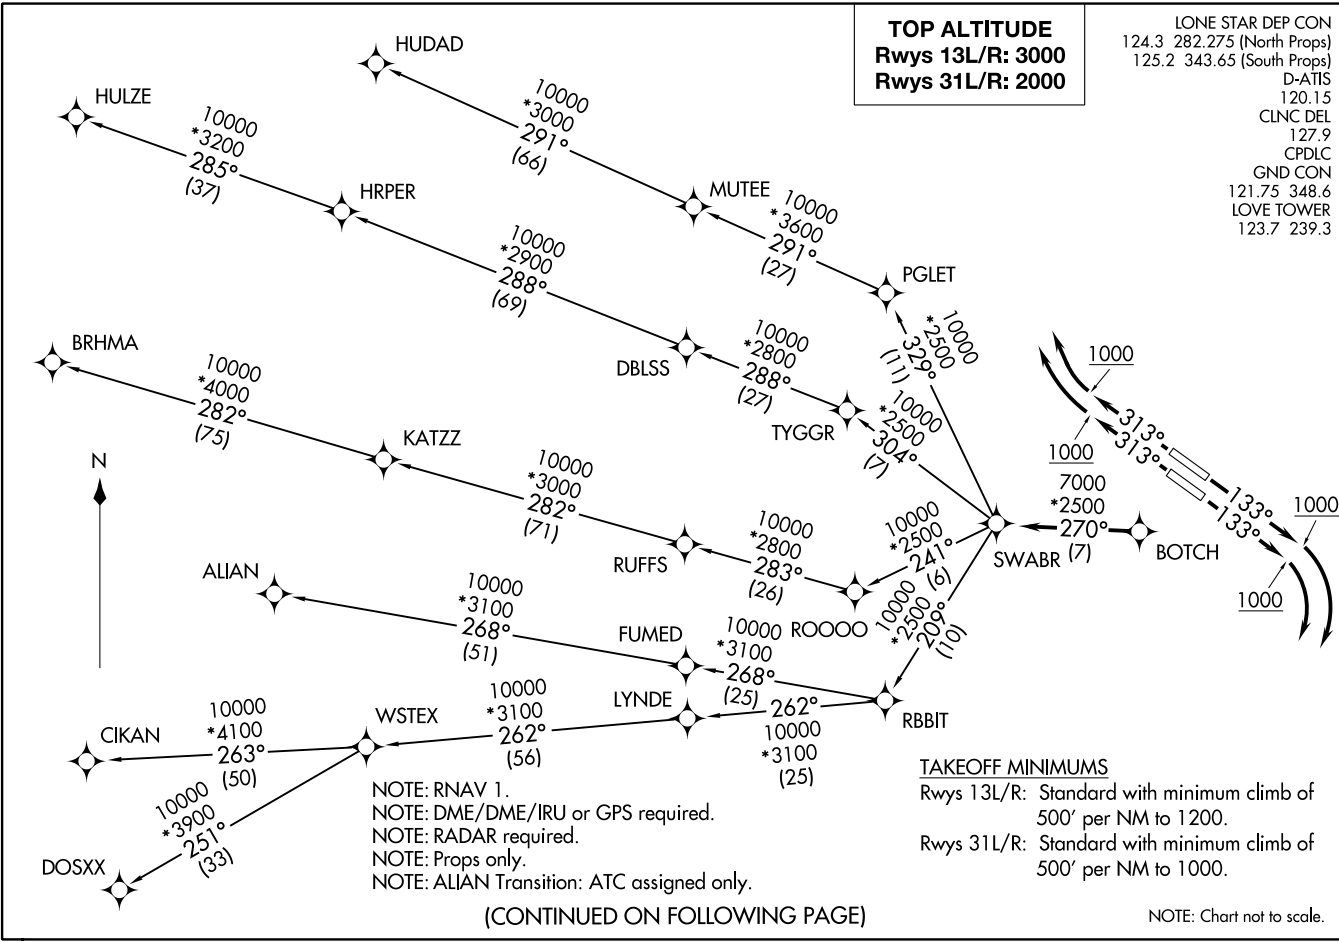 TOP ALTITUDE
Rwys 13L/R: 3000
Rwys 31L/R: 2000
LONE STAR DEP CON
124.3 282.275 (North Props)
125.2 343.65 (South Props)
D-ATIS
120.15
CLNC DEL
127.9
CPDLC
GND CON
121.75 348.6
LOVE TOWER
123.7 239.3
HUDAD
10000
*3000
291°
(66)
HULZE
10000
*3200
285°
(37)
HRPER
MUTEE
10000
*3600
291°
(27)
PGLET
10000
*2900
288°
(69)
10000
*2500
329°
(11)
BRHMA
10000
*4000
282°
(75)
DBLSS
10000
*2800
288°
(27)
TYGGR
10000
*2500
304°
(7)
1000
313°
313°
1000
KATZZ
N
10000
*3000
282°
(71)
RUFFS
10000
*2800
283°
(26)
ROOOO
10000
*2500
241°
(6)
SWABR
7000
*2500
270°
(7)
BOTCH
133°
133°
1000
1000
ALIAN
10000
*3100
268°
(51)
FUMED
10000
*3100
268°
(25)
10000
*2500
209°
(10)
RBBIT
LYNDE
262°
10000
*3100
(25)
WSTEX
10000
*3100
262°
(56)
CIKAN
10000
*4100
263°
(50)
10000
*3900
251°
(33)
DOSXX
NOTE: RNAV 1.
NOTE: DME/DME/IRU or GPS required.
NOTE: RADAR required.
NOTE: Props only.
NOTE: ALIAN Transition: ATC assigned only.
TAKEOFF MINIMUMS
Rwys 13L/R: Standard with minimum climb of
500' per NM to 1200.
Rwys 31L/R: Standard with minimum climb of
500' per NM to 1000.
(CONTINUED ON FOLLOWING PAGE)
NOTE: Chart not to scale.